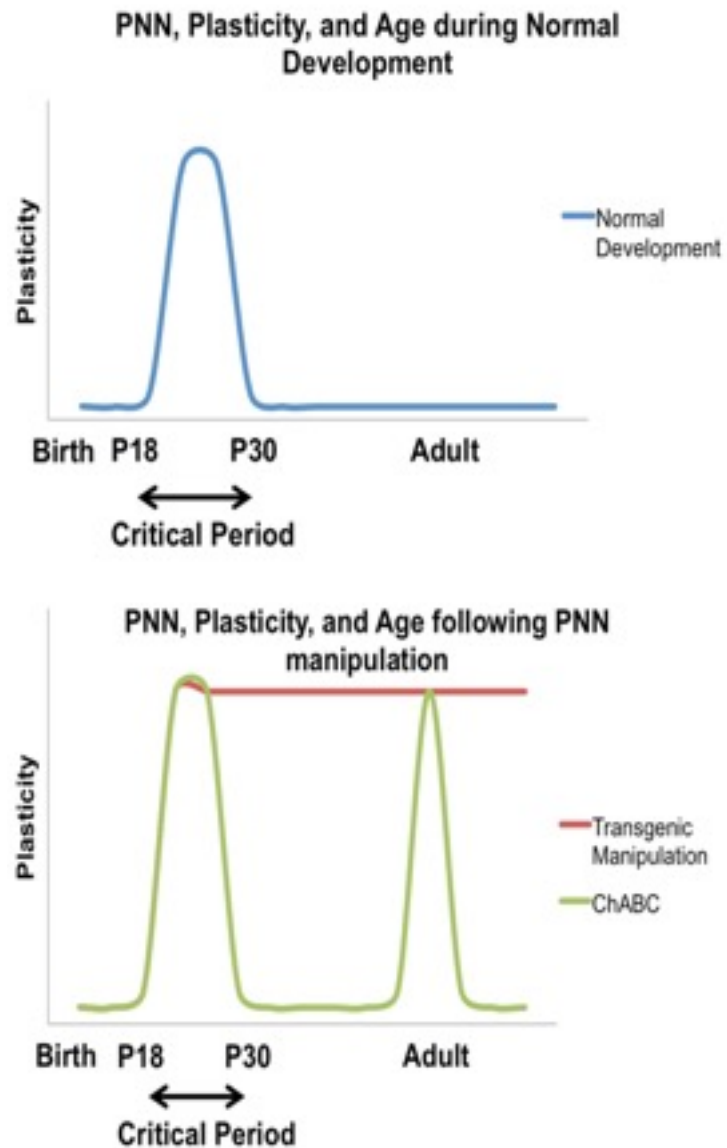 PNN, Plasticity, and Age during Normal
Development
Plasticity
Normal
Development
Birth P18 P30 Adult
Critical Period
PNN, Plasticity, and Age following PNN
manipulation
Plasticity
Transgenic
Manipulation
ChABC
Birth P18 P30 Adult
Critical Period